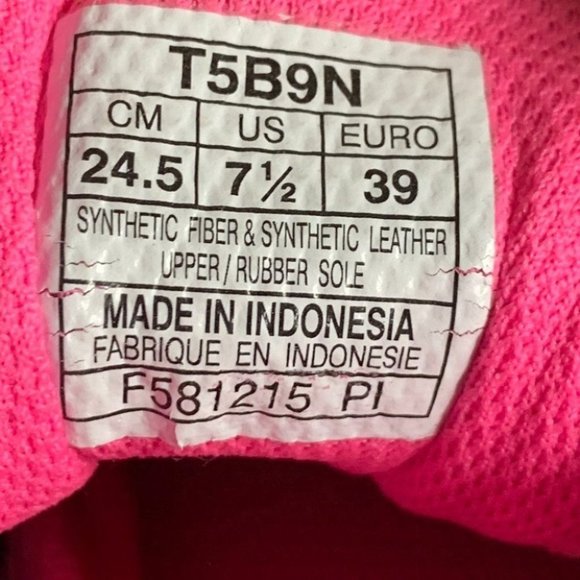 T5B9N
CM US EURO
24.5 7½ 39
SYNTHETIC FIBER & SYNTHETIC LEATHER
UPPER / RUBBER SOLE
MADE IN INDONESIA
FABRIQUE EN INDONESIE
F581215 PI